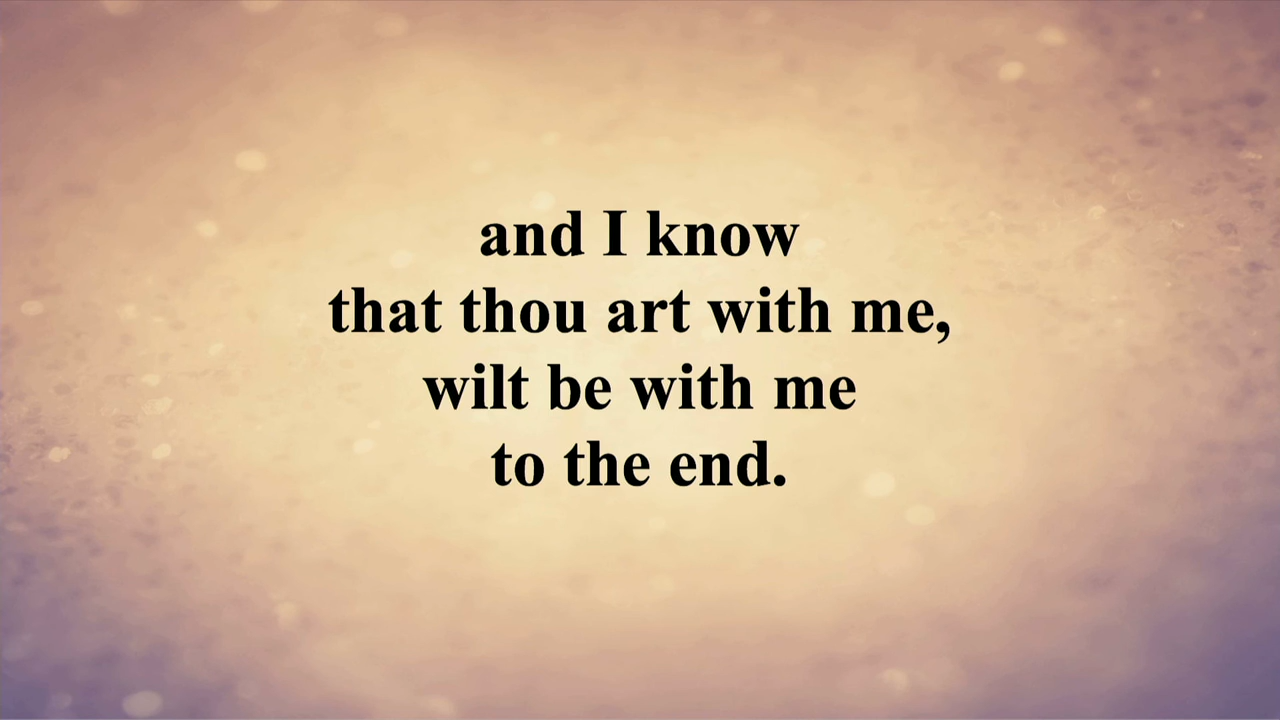 and I know
that thou art with me,
wilt be with me
to the end.